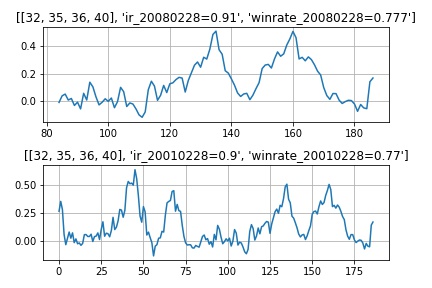 [[32, 35, 36, 40], 'ir_20080228=0.91', 'winrate_20080228=0.777']
0.4
0.2
0.0
80 100 120 140 160 180
[[32, 35, 36, 40], 'ir_20010228=0.9', 'winrate_20010228=0.77']
0.50
0.25
0.00
0 25 50 75 100 125 150 175